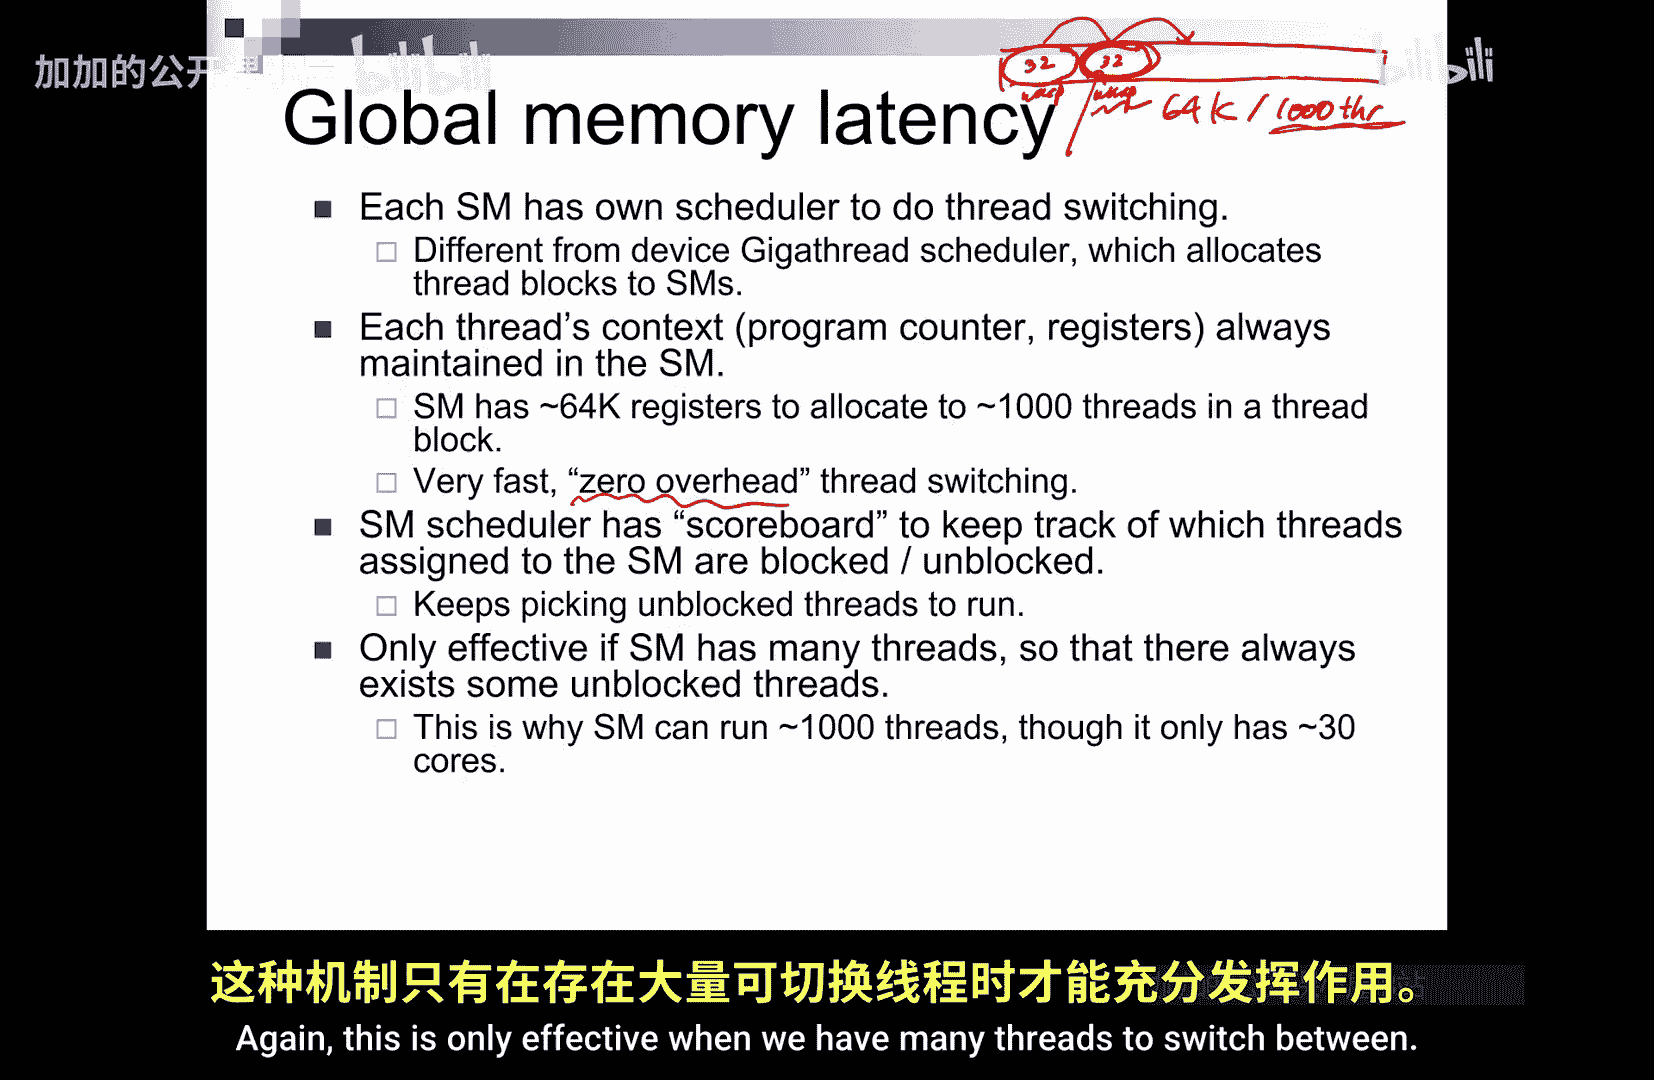 加加的公开
bilibili
bilibili
32 32
warp warp
64K / 1000 thr
Global memory latency
Each SM has own scheduler to do thread switching.
Different from device Gigathread scheduler, which allocates
thread blocks to SMs.
Each thread’s context (program counter, registers) always
maintained in the SM.
SM has ~64K registers to allocate to ~1000 threads in a thread
block.
Very fast, “zero overhead” thread switching.
SM scheduler has “scoreboard” to keep track of which threads
assigned to the SM are blocked / unblocked.
Keeps picking unblocked threads to run.
Only effective if SM has many threads, so that there always
exists some unblocked threads.
This is why SM can run ~1000 threads, though it only has ~30
cores.
这种机制只有在存在大量可切换线程时才能充分发挥作用。
Again, this is only effective when we have many threads to switch between.